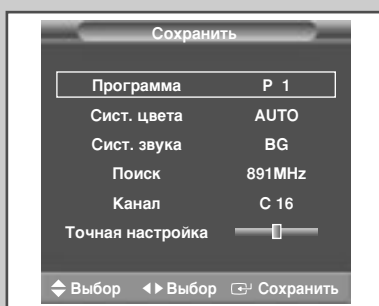 Сохранить
Программа P 1
Сист. цвета AUTO
Сист. звука BG
Поиск 891MHz
Канал C 16
Точная настройка
Выбор Выбор Сохранить